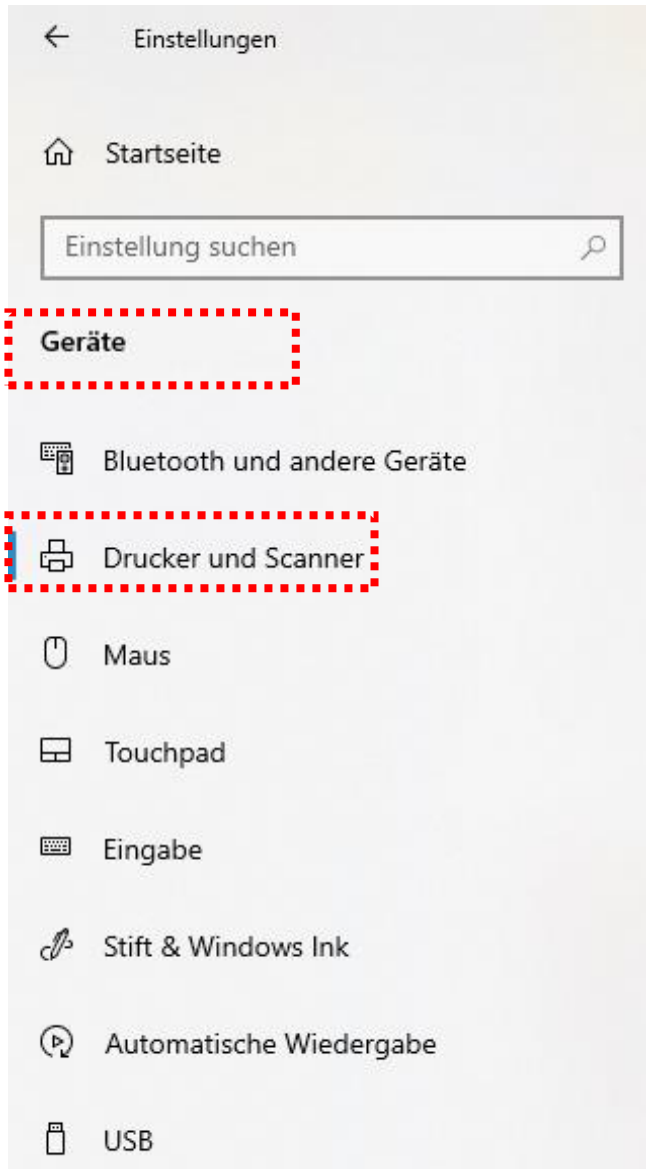 Einstellungen
Startseite
Einstellung suchen
Geräte
Bluetooth und andere Geräte
Drucker und Scanner
Maus
Touchpad
Eingabe
Stift & Windows Ink
Automatische Wiedergabe
USB